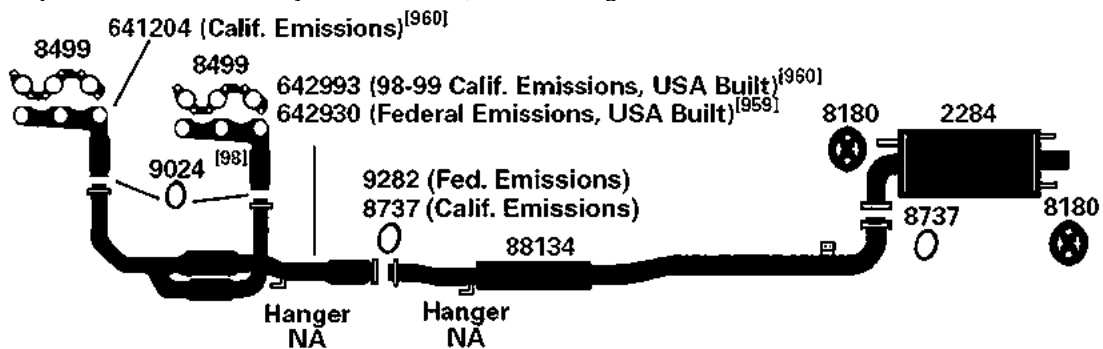 641204 (Calif. Emissions)[960]
8499
8499
642993 (98-99 Calif. Emissions, USA Built)[960]
642930 (Federal Emissions, USA Built)[959]
8180
2284
[98]
9024
9282 (Fed. Emissions)
8737 (Calif. Emissions)
8737
8180
88134
Hanger
NA
Hanger
NA